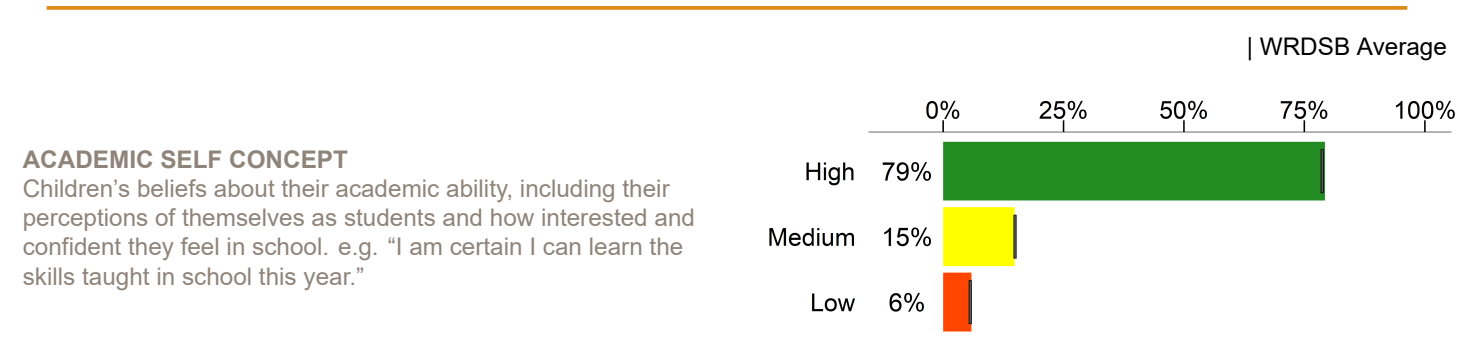 | WRDSB Average
0% 25% 50% 75% 100%
ACADEMIC SELF CONCEPT
Children’s beliefs about their academic ability, including their
perceptions of themselves as students and how interested and
confident they feel in school. e.g. “I am certain I can learn the
skills taught in school this year.”
High 79%
Medium 15%
Low 6%